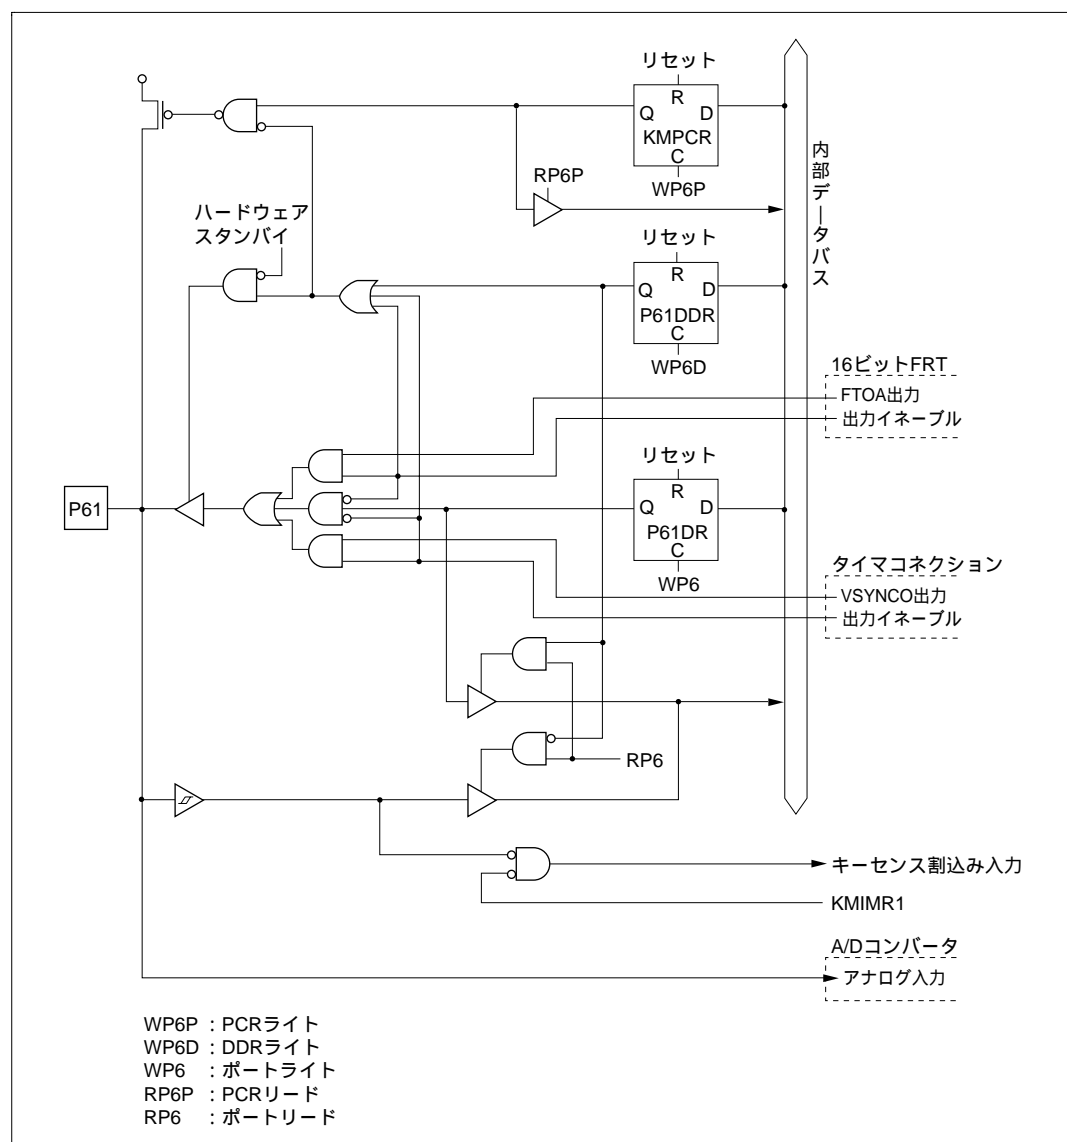 リセット
R
Q
D
KMPCR
C
WP6P
RP6P
内部データバス
ハードウェア
スタンバイ
リセット
R
Q
D
P61DDR
C
WP6D
16ビットFRT
FTOA出力
出力イネーブル
リセット
R
Q
D
P61DR
C
WP6
P61
タイマコネクション
VSYNCO出力
出力イネーブル
RP6
キーセンス割込み入力
KMIMR1
A/Dコンバータ
アナログ入力
WP6P : PCRライト
WP6D : DDRライト
WP6 : ポートライト
RP6P : PCRリード
RP6 : ポートリード